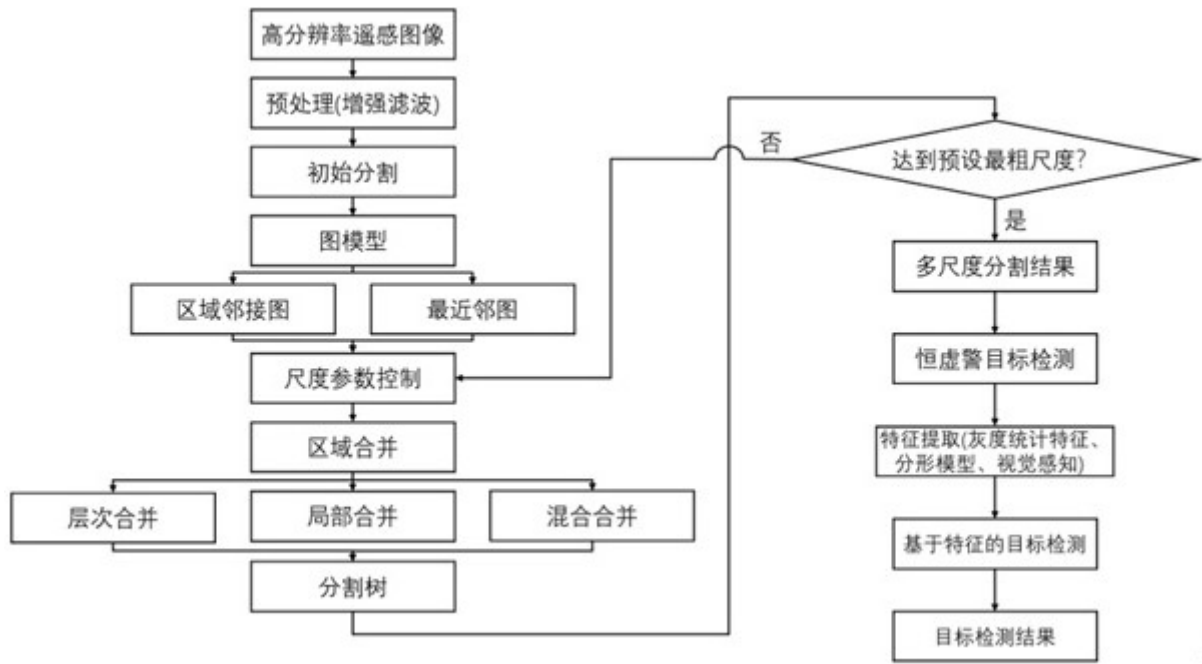 高分辨率遥感图像
预处理(增强滤波)
初始分割
图模型
区域邻接图
最近邻图
尺度参数控制
区域合并
层次合并
局部合并
混合合并
分割树
达到预设最粗尺度?
否
是
多尺度分割结果
恒虚警目标检测
特征提取(灰度统计特征、
分形模型、视觉感知)
基于特征的目标检测
目标检测结果